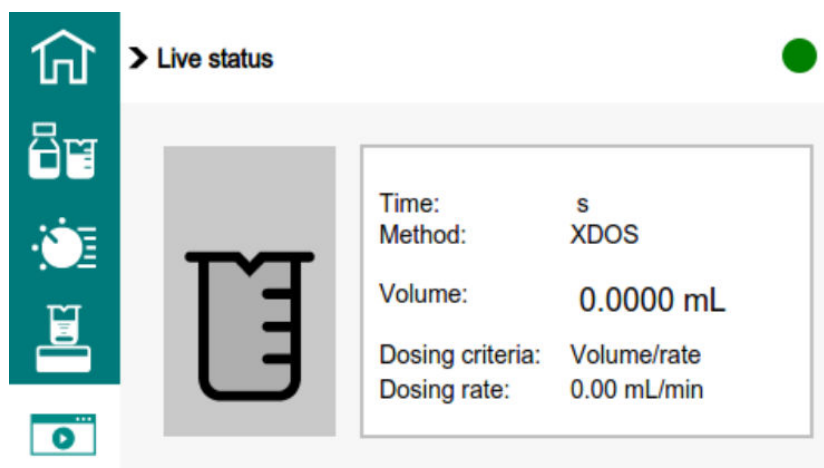 Live status
Time: s
Method: XDOS
Volume: 0.0000 mL
Dosing criteria: Volume/rate
Dosing rate: 0.00 mL/min